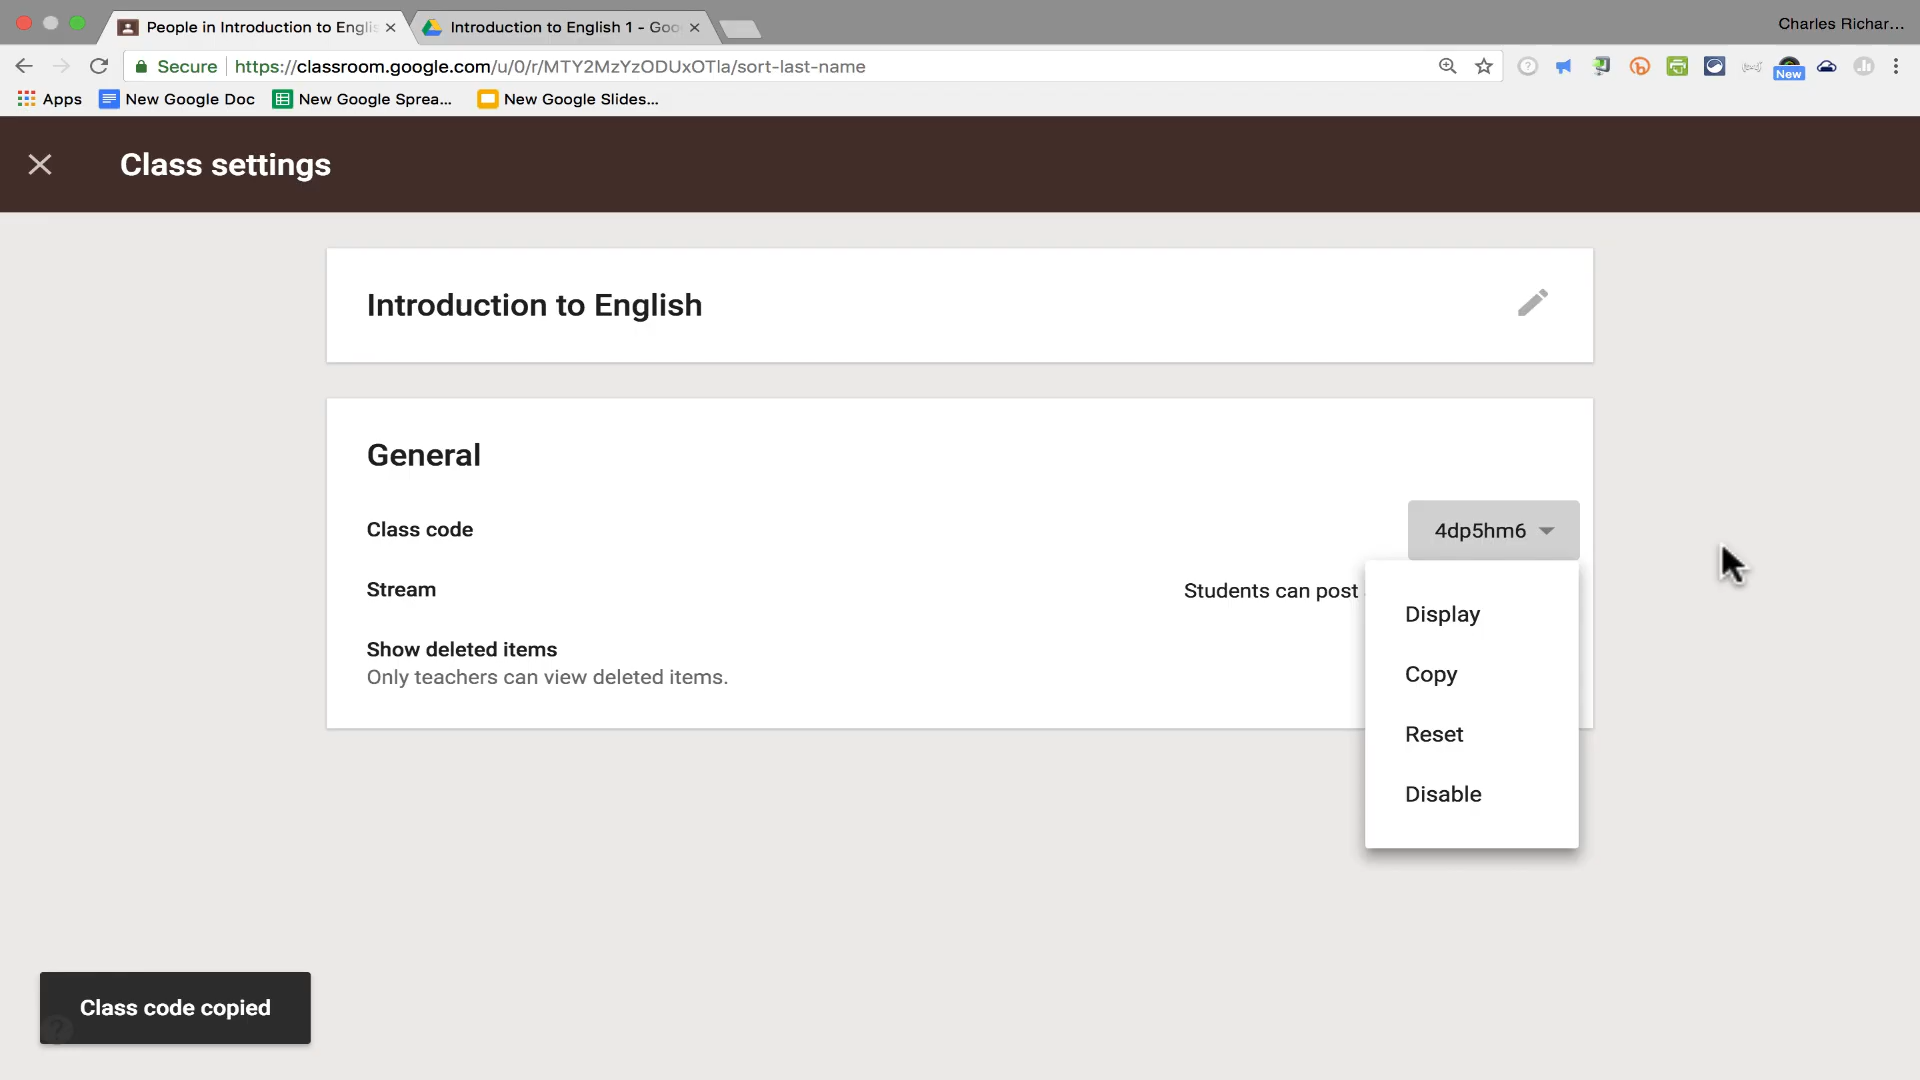 People in Introduction to Englis
Introduction to English 1 - Goo
Charles Richar...
Secure
https://classroom.google.com/u/0/r/MTY2MzYzODUxOTla/sort-last-name
New
Apps
New Google Doc
New Google Sprea...
New Google Slides...
Class settings
Introduction to English
General
Class code
4dp5hm6
Stream
Students can post
Display
Show deleted items
Only teachers can view deleted items.
Copy
Reset
Disable
Class code copied